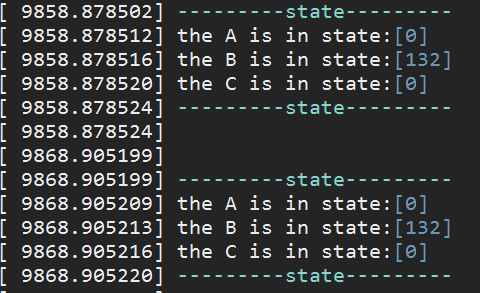 [ 9858.878502] ---------state---------
[ 9858.878512] the A is in state:[0]
[ 9858.878516] the B is in state:[132]
[ 9858.878520] the C is in state:[0]
[ 9858.878524] ---------state---------
[ 9858.878524]
[ 9868.905199]
[ 9868.905199] ---------state---------
[ 9868.905209] the A is in state:[0]
[ 9868.905213] the B is in state:[132]
[ 9868.905216] the C is in state:[0]
[ 9868.905220] ---------state---------